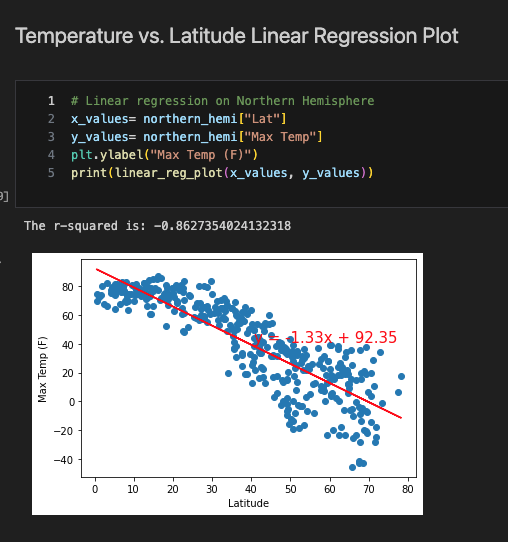 Temperature vs. Latitude Linear Regression Plot
1 # Linear regression on Northern Hemisphere
2 x_values= northern_hemi["Lat"]
3 y_values= northern_hemi["Max Temp"]
4 plt.ylabel("Max Temp (F)")
5 print(linear_reg_plot(x_values, y_values))
9]
The r-squared is: -0.8627354024132318
80
60
40
20
0
−20
−40
Max Temp (F)
y = -1.33x + 92.35
0 10 20 30 40 50 60 70 80
Latitude